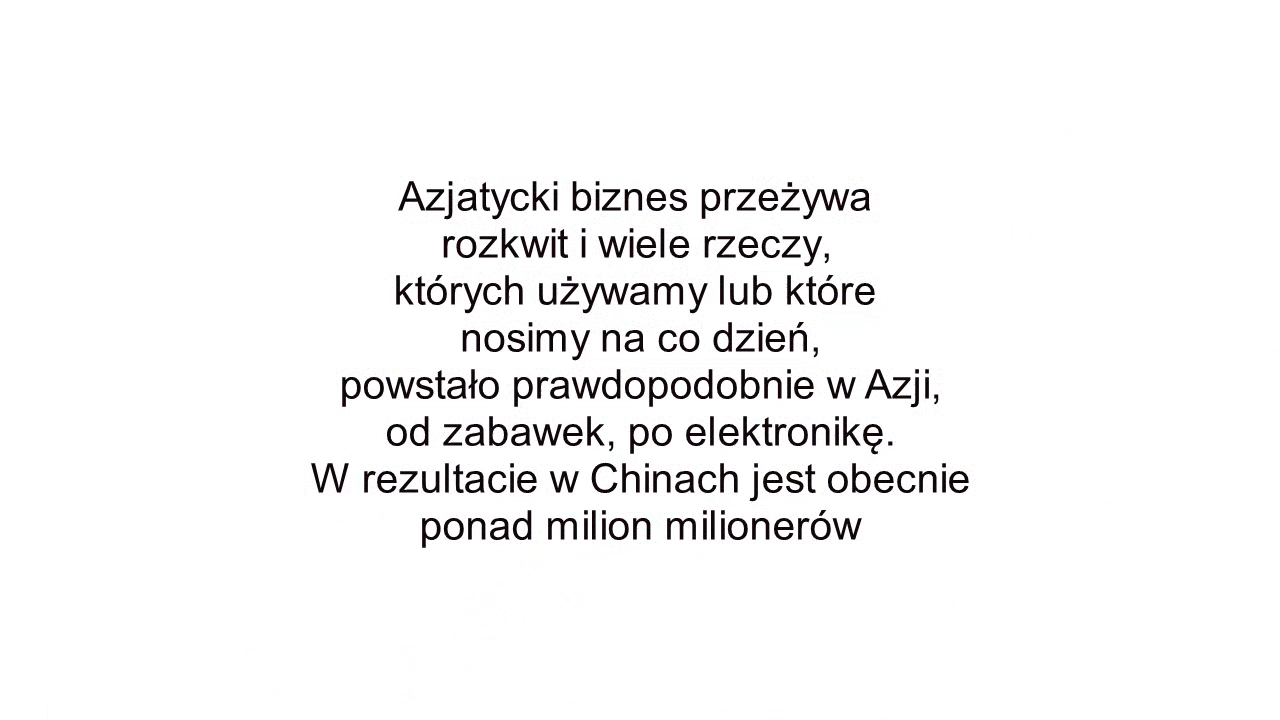 Azjatycki biznes przeżywa
rozkwit i wiele rzeczy,
których używamy lub które
nosimy na co dzień,
powstało prawdopodobnie w Azji,
od zabawek, po elektronikę.
W rezultacie w Chinach jest obecnie
ponad milion milionerów